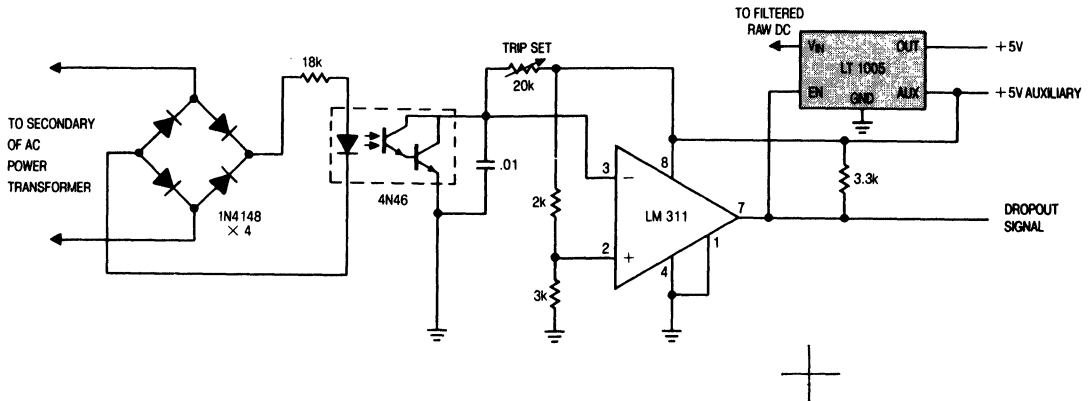 TO FILTERED
RAW DC
V_IN
OUT
+5V
LT 1005
EN
AUX
+5V AUXILIARY
GND
TRIP SET
20k
18k
TO SECONDARY
OF AC
POWER
TRANSFORMER
1N4148
× 4
4N46
.01
3
−
8
2k
LM 311
7
3.3k
DROPOUT
SIGNAL
2
+
1
4
3k